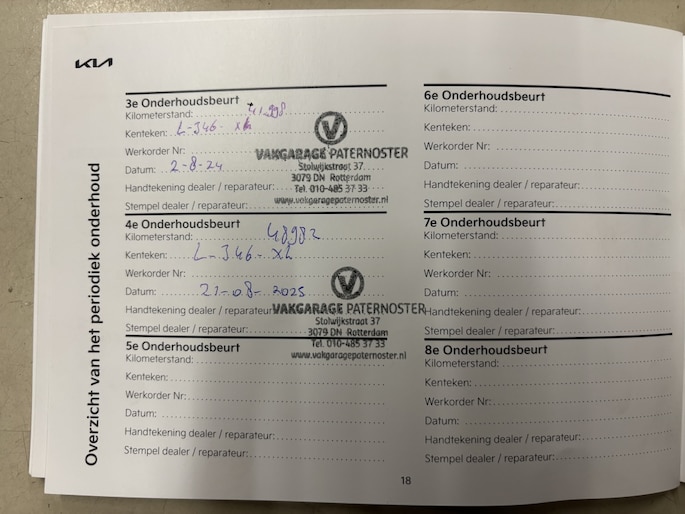 KIA
Overzicht van het periodiek onderhoud
3e Onderhoudsbeurt
Kilometerstand: 41.998
Kenteken: L-346-XL
Werkorder Nr:
Datum: 2-8-24
Handtekening dealer / reparateur:
Stempel dealer / reparateur:
VAKGARAGE PATERNOSTER
Stolwijkstraat 37
3079 DN Rotterdam
Tel. 010-485 37 33
www.vakgaragepaternoster.nl
4e Onderhoudsbeurt
Kilometerstand: 48982
Kenteken: L-346-XL
Werkorder Nr:
Datum: 21-08-2025
Handtekening dealer / reparateur
Stempel dealer / reparateur:
VAKGARAGE PATERNOSTER
Stolwijkstraat 37
3079 DN Rotterdam
Tel. 010-485 37 33
www.vakgaragepaternoster.nl
5e Onderhoudsbeurt
Kilometerstand:
Kenteken:
Werkorder Nr:
Datum:
Handtekening dealer / reparateur:
Stempel dealer / reparateur:
6e Onderhoudsbeurt
Kilometerstand:
Kenteken:
Werkorder Nr:
Datum:
Handtekening dealer / reparateur:
Stempel dealer / reparateur:
7e Onderhoudsbeurt
Kilometerstand:
Kenteken:
Werkorder Nr:
Datum:
Handtekening dealer / reparateur:
Stempel dealer / reparateur:
8e Onderhoudsbeurt
Kilometerstand:
Kenteken:
Werkorder Nr:
Datum:
Handtekening dealer / reparateur:
Stempel dealer / reparateur:
18